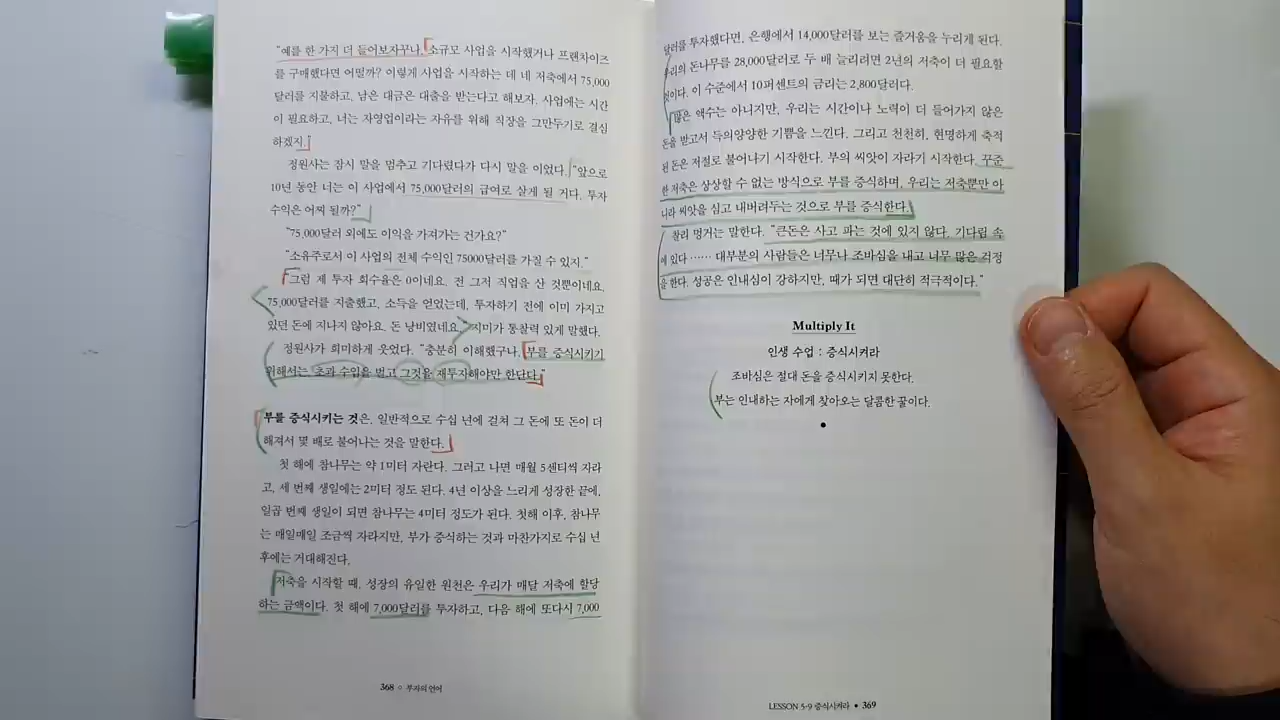 "예를 한 가지 더 들어보자꾸나. 소규모 사업을 시작했거나 프랜차이즈
를 구매했다면 어떨까? 이렇게 사업을 시작하는 데 네 저축에서 75,000
달러를 지불하고, 남은 대금은 대출을 받는다고 해보자. 사업에는 시간
이 필요하고, 너는 자영업이라는 자유를 위해 직장을 그만두기로 결심
하겠지."
정원사는 잠시 말을 멈추고 기다렸다가 다시 말을 이었다. "앞으로
10년 동안 너는 이 사업에서 75,000달러의 급여로 살게 될 거다. 투자
수익은 어찌 될까?"
"75,000달러 외에도 이익을 가져가는 건가요?"
"소유주로서 이 사업의 전체 수익인 75000달러를 가질 수 있지."
"그럼 제 투자 회수율은 0이네요. 전 그저 직업을 산 것뿐이네요.
75,000달러를 지출했고, 소득을 얻었는데, 투자하기 전에 이미 가지고
있던 돈에 지나지 않아요. 돈 낭비였네요." 지미가 통찰력 있게 말했다.
정원사가 희미하게 웃었다. "충분히 이해했구나. 부를 증식시키기
위해서는 초과 수입을 벌고 그것을 재투자해야만 한단다."
부를 증식시키는 것은, 일반적으로 수십 년에 걸쳐 그 돈에 또 돈이 더
해져서 몇 배로 불어나는 것을 말한다.
첫 해에 참나무는 약 1미터 자란다. 그러고 나면 매월 5센티씩 자라
고, 세 번째 생일에는 2미터 정도 된다. 4년 이상을 느리게 성장한 끝에,
일곱 번째 생일이 되면 참나무는 4미터 정도가 된다. 첫해 이후, 참나무
는 매일매일 조금씩 자라지만, 부가 증식하는 것과 마찬가지로 수십 년
후에는 거대해진다.
저축을 시작할 때, 성장의 유일한 원천은 우리가 매달 저축에 할당
하는 금액이다. 첫 해에 7,000달러를 투자하고, 다음 해에 또다시 7,000
368 ○ 부자의 언어
달러를 투자했다면, 은행에서 14,000달러를 보는 즐거움을 누리게 된다.
우리의 돈나무를 28,000달러로 두 배 늘리려면 2년의 저축이 더 필요할
것이다. 이 수준에서 10퍼센트의 금리는 2,800달러다.
많은 액수는 아니지만, 우리는 시간이나 노력이 더 들어가지 않은
돈을 받고서 득의양양한 기쁨을 느낀다. 그리고 천천히, 현명하게 축적
된 돈은 저절로 불어나기 시작한다. 부의 씨앗이 자라기 시작한다. 꾸준
한 저축은 상상할 수 없는 방식으로 부를 증식하며, 우리는 저축뿐만 아
니라 씨앗을 심고 내버려두는 것으로 부를 증식한다.
찰리 멍거는 말한다. "큰돈은 사고 파는 것에 있지 않다. 기다림 속
에 있다 …… 대부분의 사람들은 너무나 조바심을 내고 너무 많은 걱정
을 한다. 성공은 인내심이 강하지만, 때가 되면 대단히 적극적이다."
Multiply It
인생 수업 : 증식시켜라
조바심은 절대 돈을 증식시키지 못한다.
부는 인내하는 자에게 찾아오는 달콤한 꿀이다.
LESSON 5-9 증식시켜라 • 369